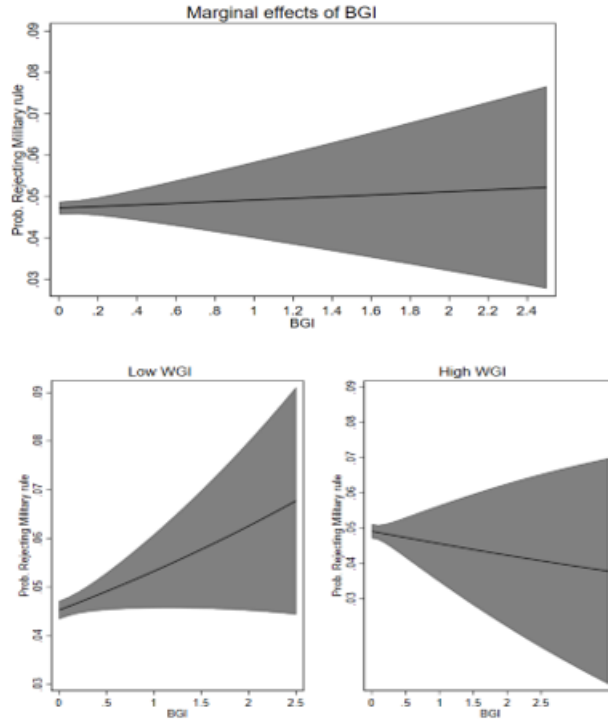 Marginal effects of BGI
Prob. Rejecting Military rule
.09
.08
.07
.06
.05
.04
.03
0 .2 .4 .6 .8 1 1.2 1.4 1.6 1.8 2 2.2 2.4
BGI
Low WGI
Prob. Rejecting Military rule
.09
.08
.07
.06
.05
.04
.03
0 .5 1 1.5 2 2.5
BGI
High WGI
Prob. Rejecting Military rule
.09
.08
.07
.06
.05
.04
.03
0 .5 1 1.5 2 2.5
BGI